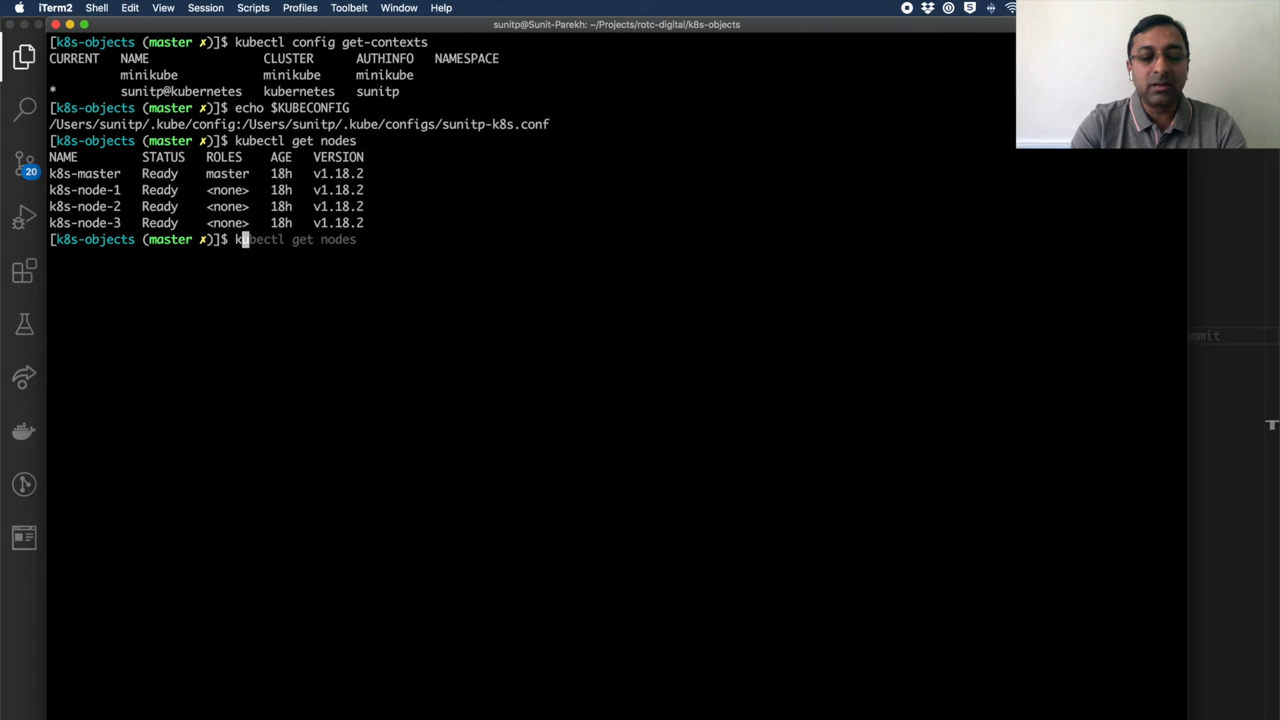 iTerm2 Shell Edit View Session Scripts Profiles Toolbelt Window Help
sunitp@Sunit-Parekh: ~/Projects/rotc-digital/k8s-objects
[k8s-objects (master ✗)]$ kubectl config get-contexts
CURRENT NAME CLUSTER AUTHINFO NAMESPACE
minikube minikube minikube
* sunitp@kubernetes kubernetes sunitp
[k8s-objects (master ✗)]$ echo $KUBECONFIG
/Users/sunitp/.kube/config:/Users/sunitp/.kube/configs/sunitp-k8s.conf
[k8s-objects (master ✗)]$ kubectl get nodes
NAME STATUS ROLES AGE VERSION
k8s-master Ready master 18h v1.18.2
k8s-node-1 Ready <none> 18h v1.18.2
k8s-node-2 Ready <none> 18h v1.18.2
k8s-node-3 Ready <none> 18h v1.18.2
[k8s-objects (master ✗)]$ kubectl get nodes
20